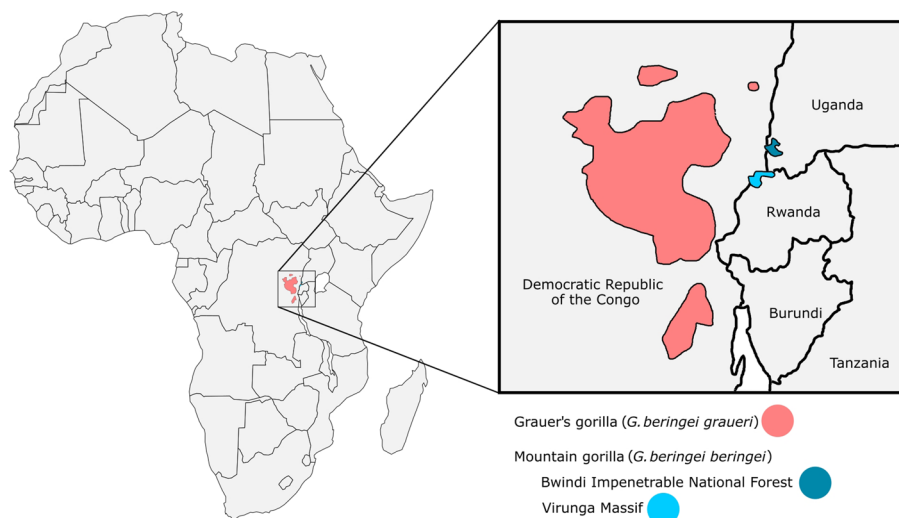 Uganda
Rwanda
Democratic Republic
of the Congo
Burundi
Tanzania
Grauer's gorilla (G. beringei graueri)
Mountain gorilla (G. beringei beringei)
Bwindi Impenetrable National Forest
Virunga Massif